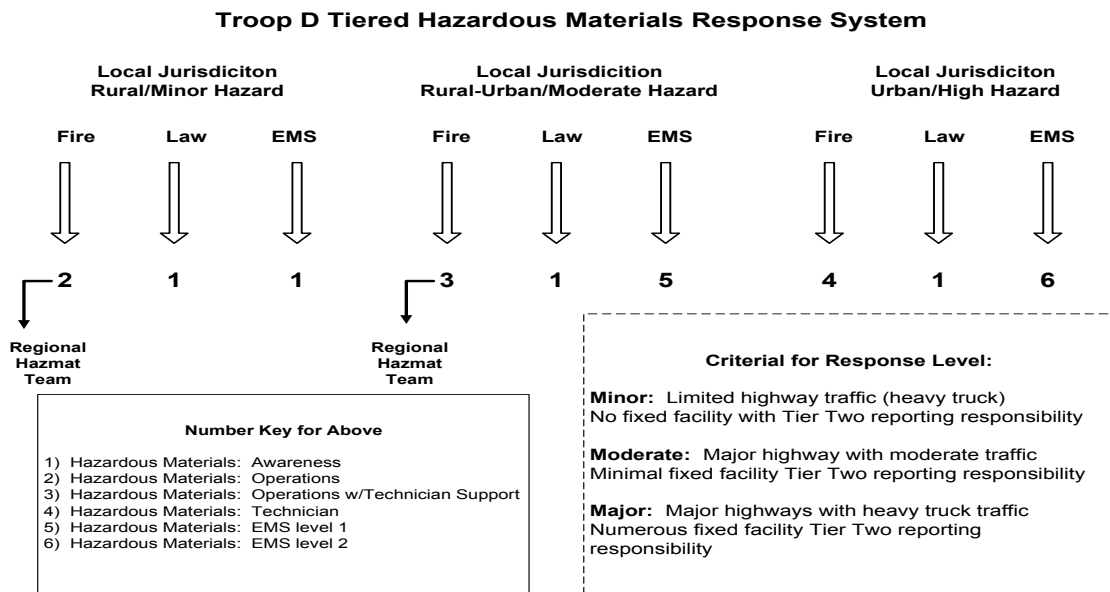 Troop D Tiered Hazardous Materials Response System
Local Jurisdiciton
Rural/Minor Hazard
Local Jurisdicition
Rural-Urban/Moderate Hazard
Local Jurisdiciton
Urban/High Hazard
Fire Law EMS
Fire Law EMS
Fire Law EMS
2 1 1
3 1 5
4 1 6
Regional
Hazmat
Team
Regional
Hazmat
Team
Number Key for Above
1) Hazardous Materials: Awareness
2) Hazardous Materials: Operations
3) Hazardous Materials: Operations w/Technician Support
4) Hazardous Materials: Technician
5) Hazardous Materials: EMS level 1
6) Hazardous Materials: EMS level 2
Criterial for Response Level:
Minor: Limited highway traffic (heavy truck)
No fixed facility with Tier Two reporting responsibility
Moderate: Major highway with moderate traffic
Minimal fixed facility Tier Two reporting responsibility
Major: Major highways with heavy truck traffic
Numerous fixed facility Tier Two reporting
responsibility